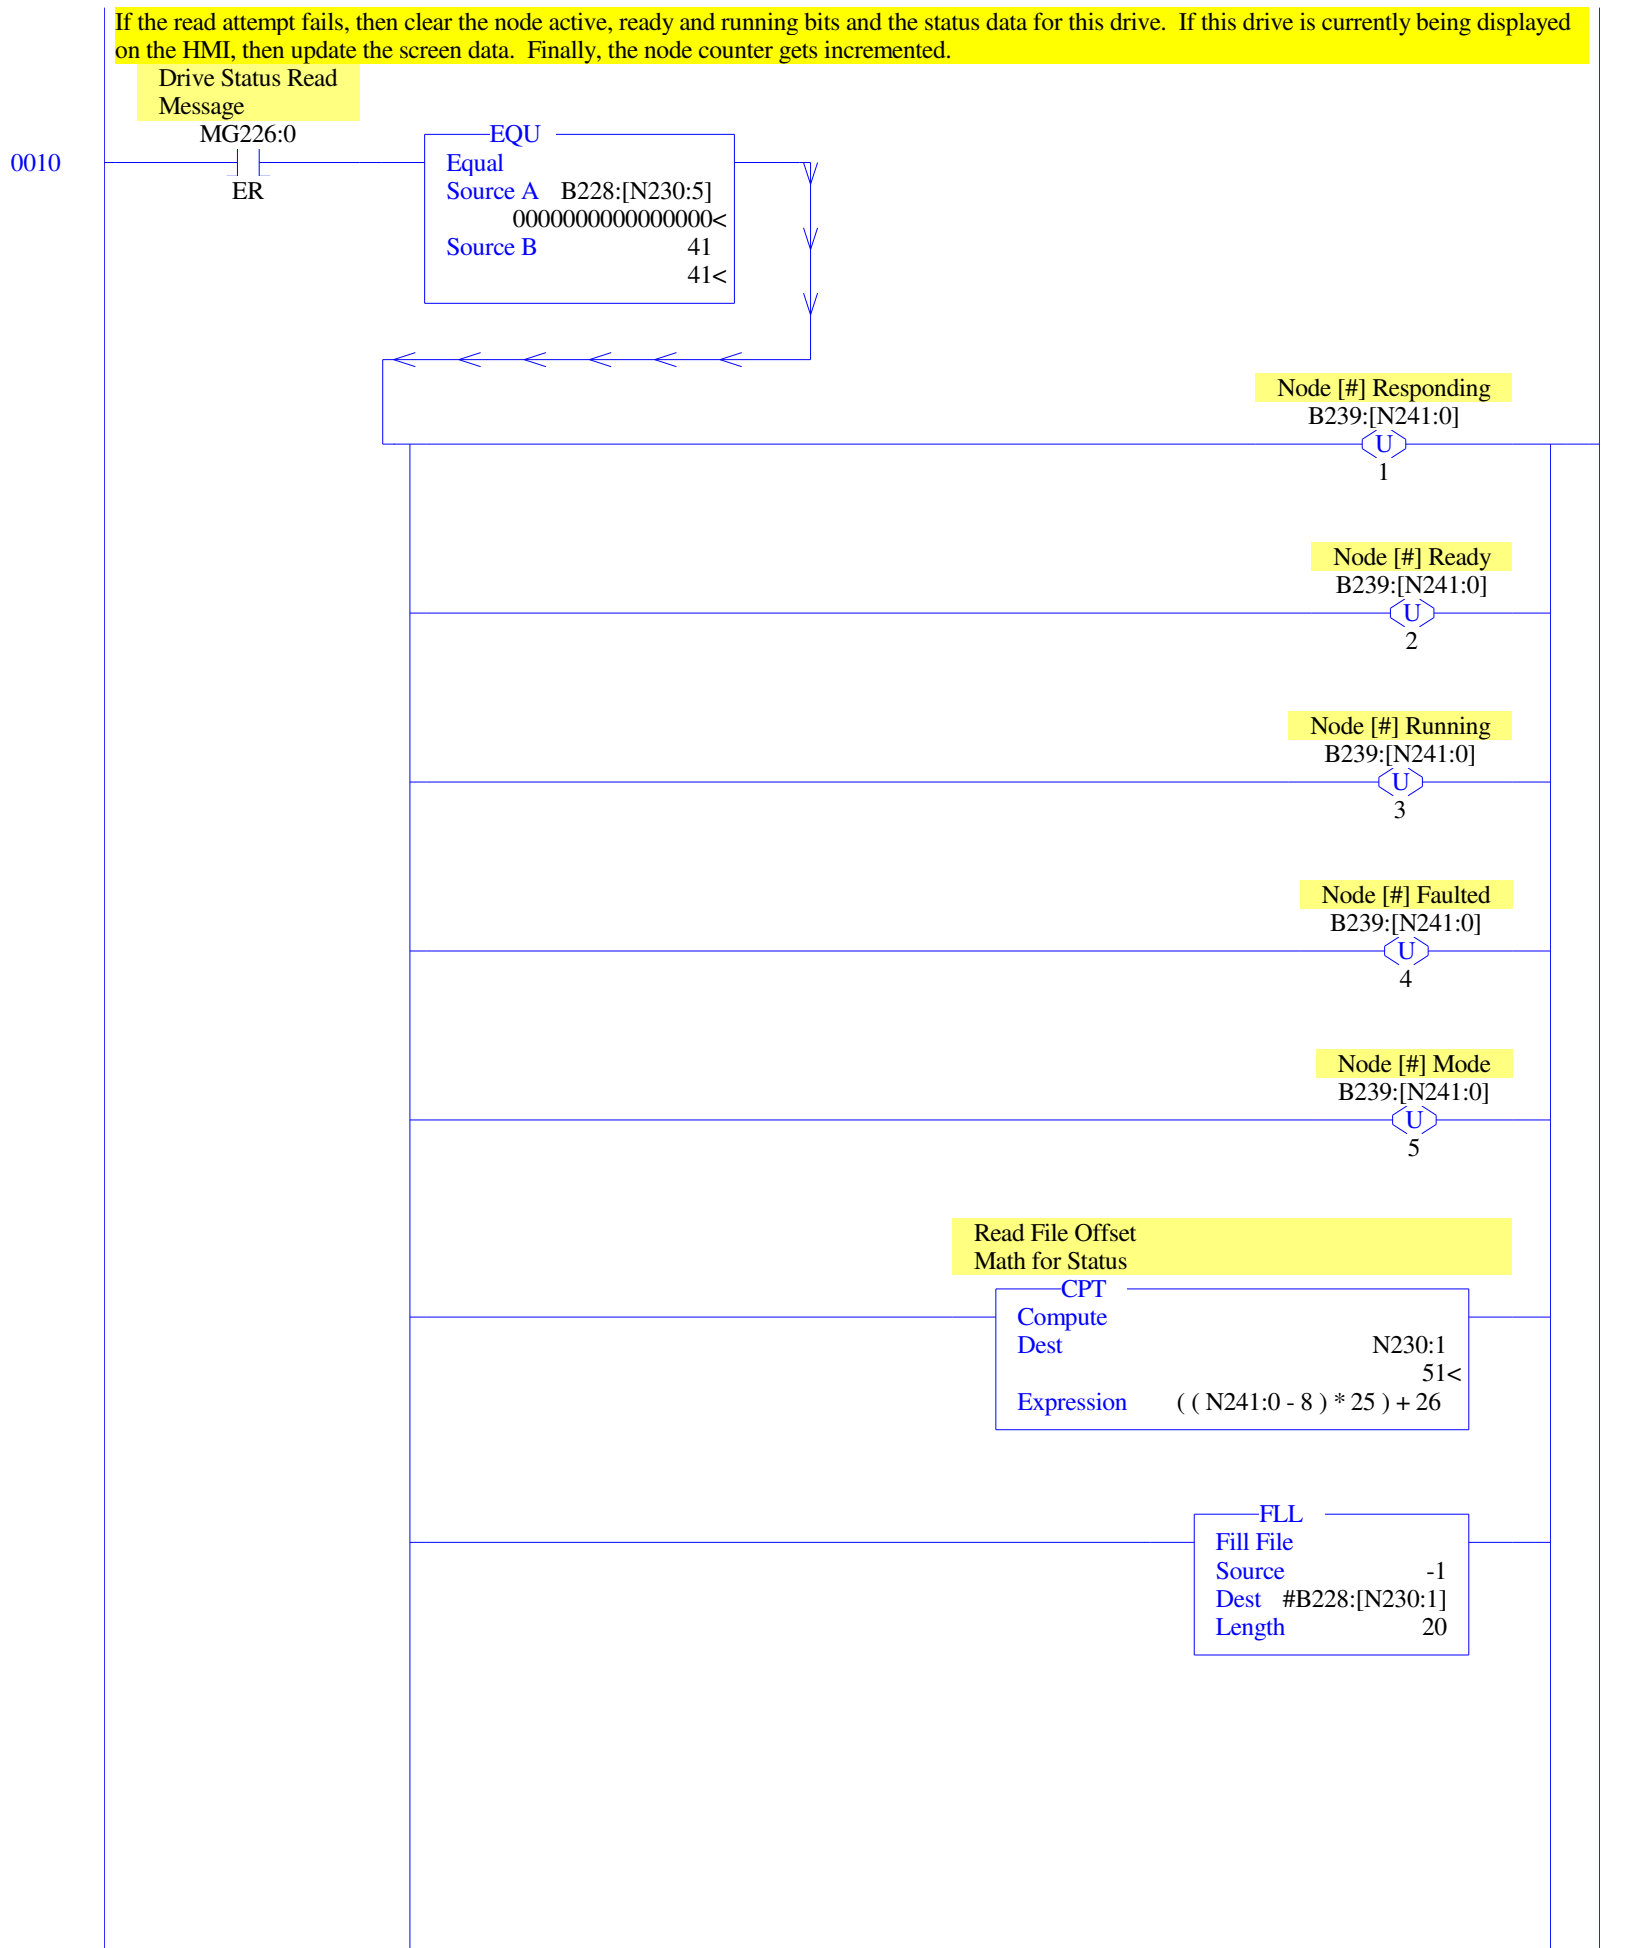 If the read attempt fails, then clear the node active, ready and running bits and the status data for this drive.  If this drive is currently being displayed
on the HMI, then update the screen data.  Finally, the node counter gets incremented.
Drive Status Read
Message
MG226:0
0010
ER
EQU
Equal
Source A B228:[N230:5]
0000000000000000<
Source B 41
41<
Node [#] Responding
B239:[N241:0]
U
1
Node [#] Ready
B239:[N241:0]
U
2
Node [#] Running
B239:[N241:0]
U
3
Node [#] Faulted
B239:[N241:0]
U
4
Node [#] Mode
B239:[N241:0]
U
5
Read File Offset
Math for Status
CPT
Compute
Dest N230:1
51<
Expression ( ( N241:0 - 8 ) * 25 ) + 26
FLL
Fill File
Source -1
Dest #B228:[N230:1]
Length 20